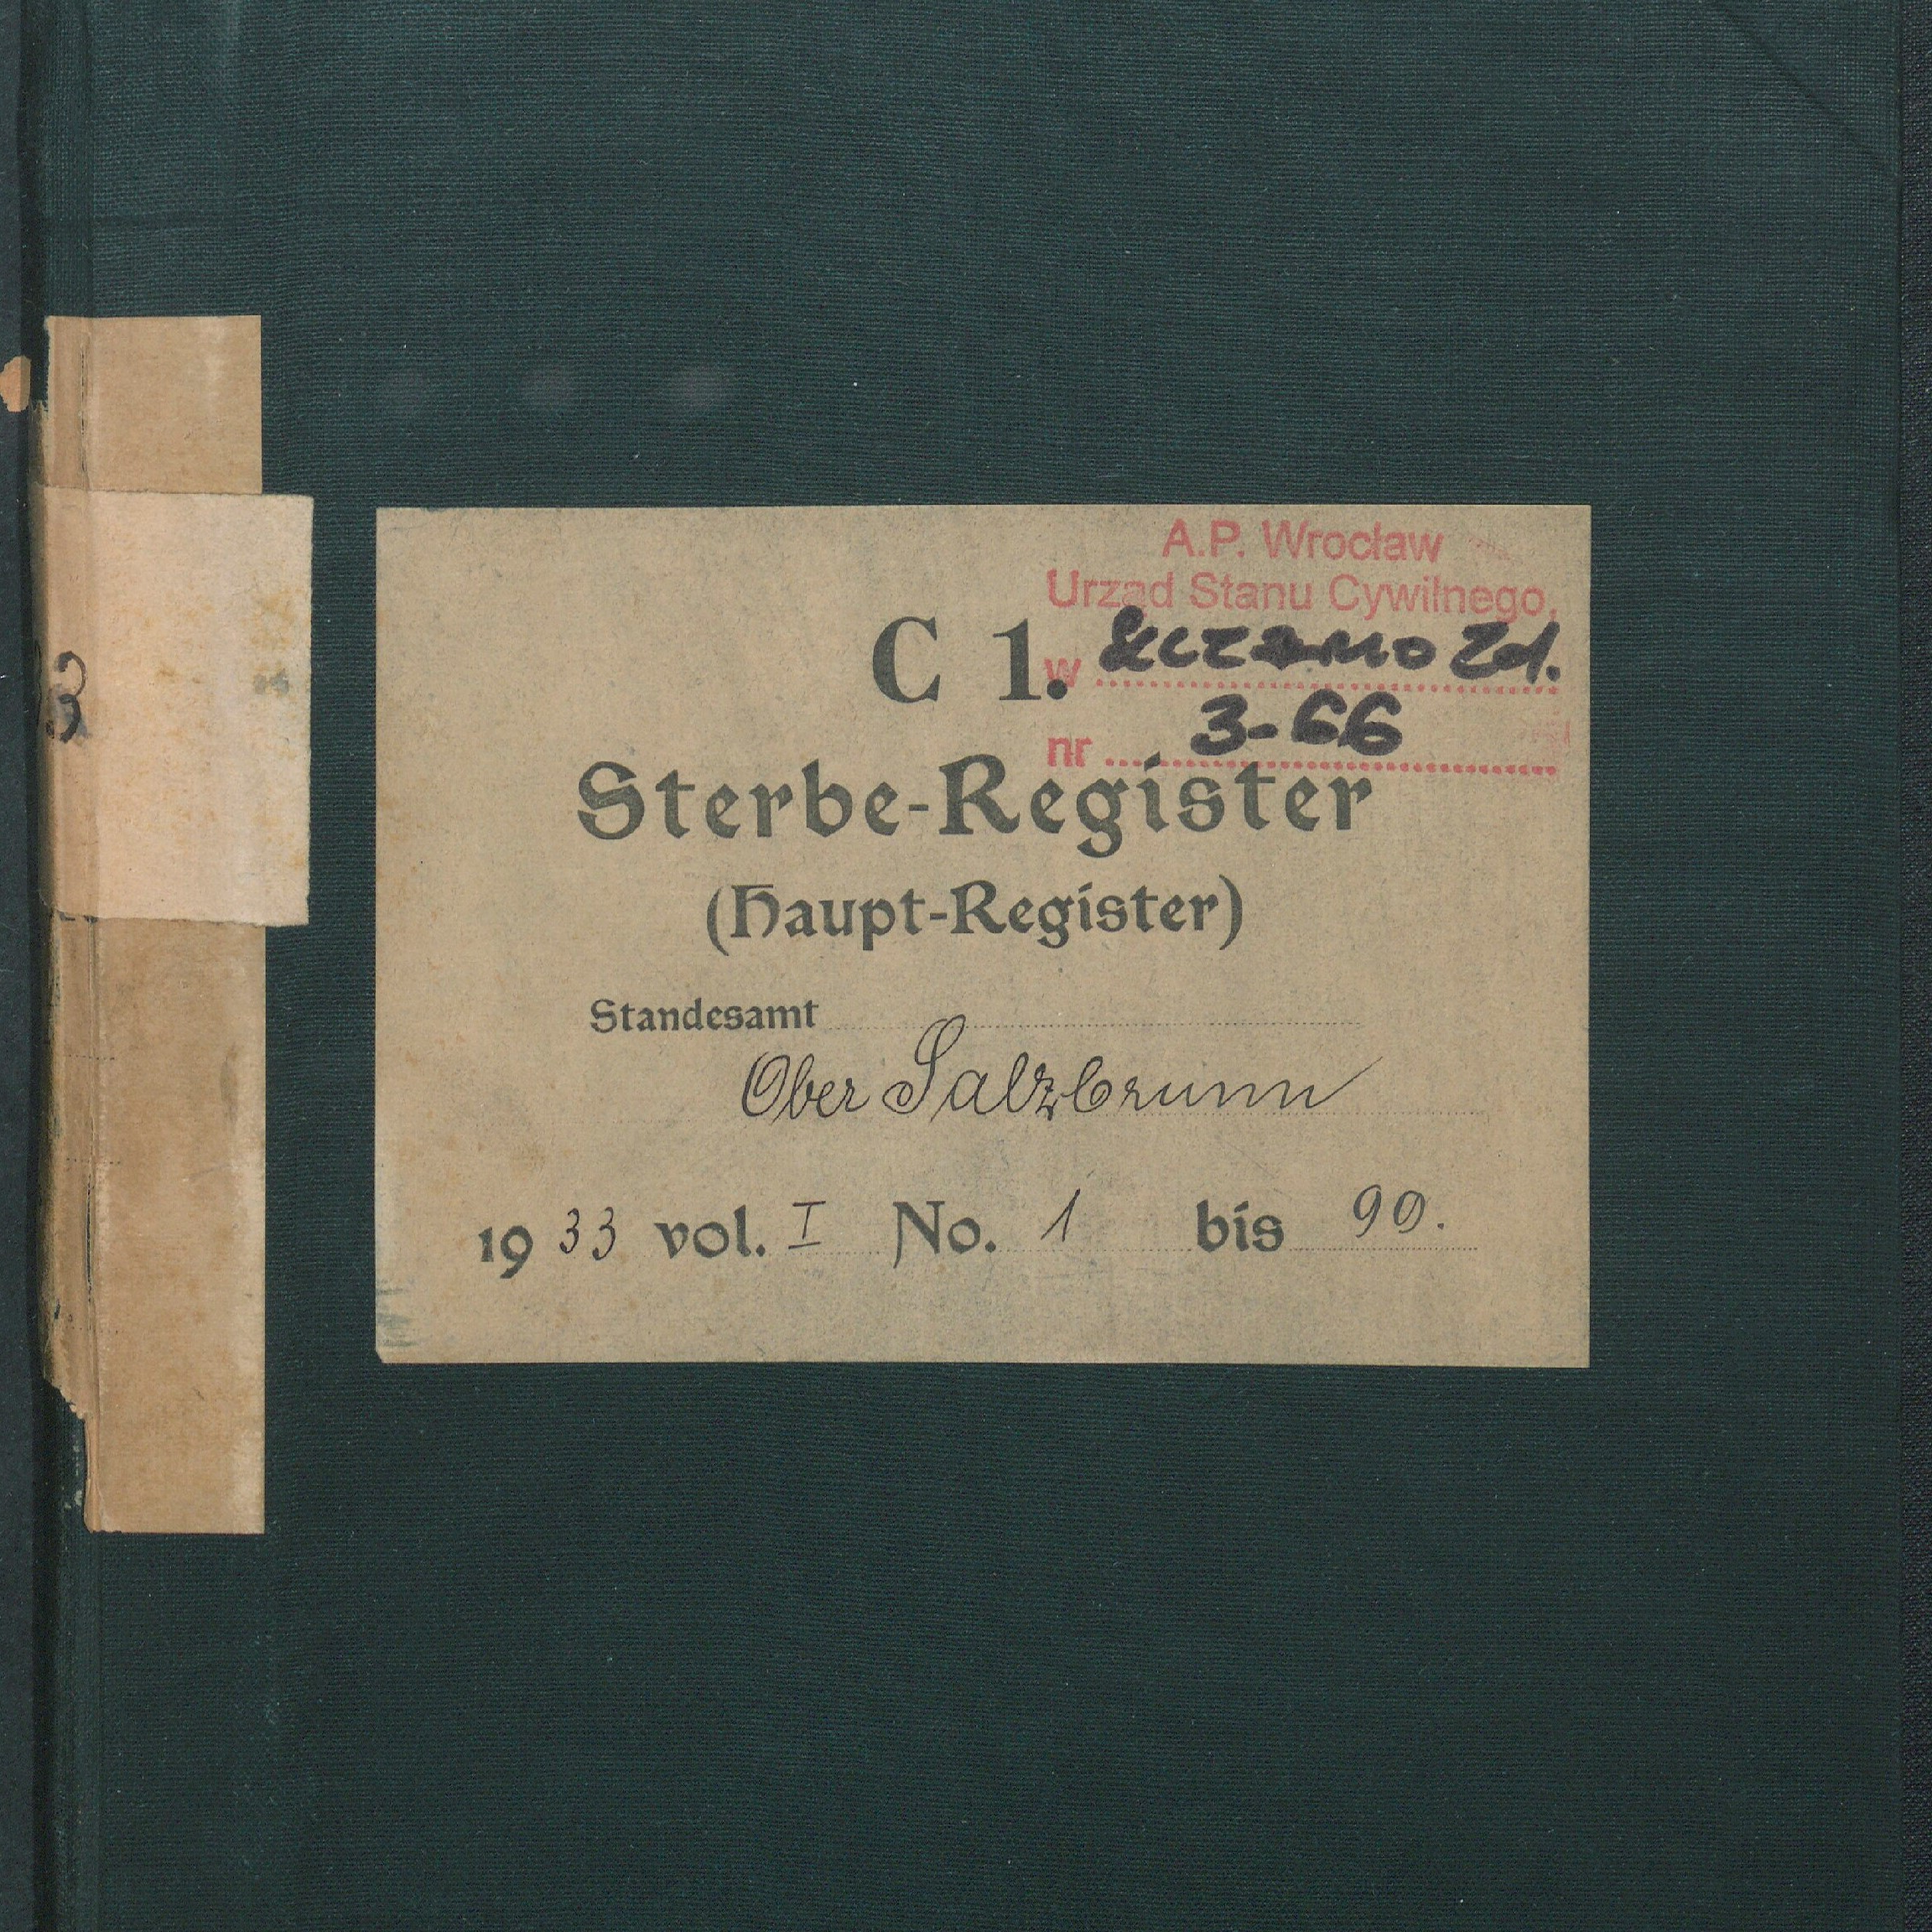 A.P. Wrocław
Urząd Stanu Cywilnego,
w Szczawno Zd.
nr 3-66
C 1.
Sterbe-Register
(Haupt-Register)
Standesamt
Ober Salzbrunn
1933 vol. I No. 1 bis 90.
3